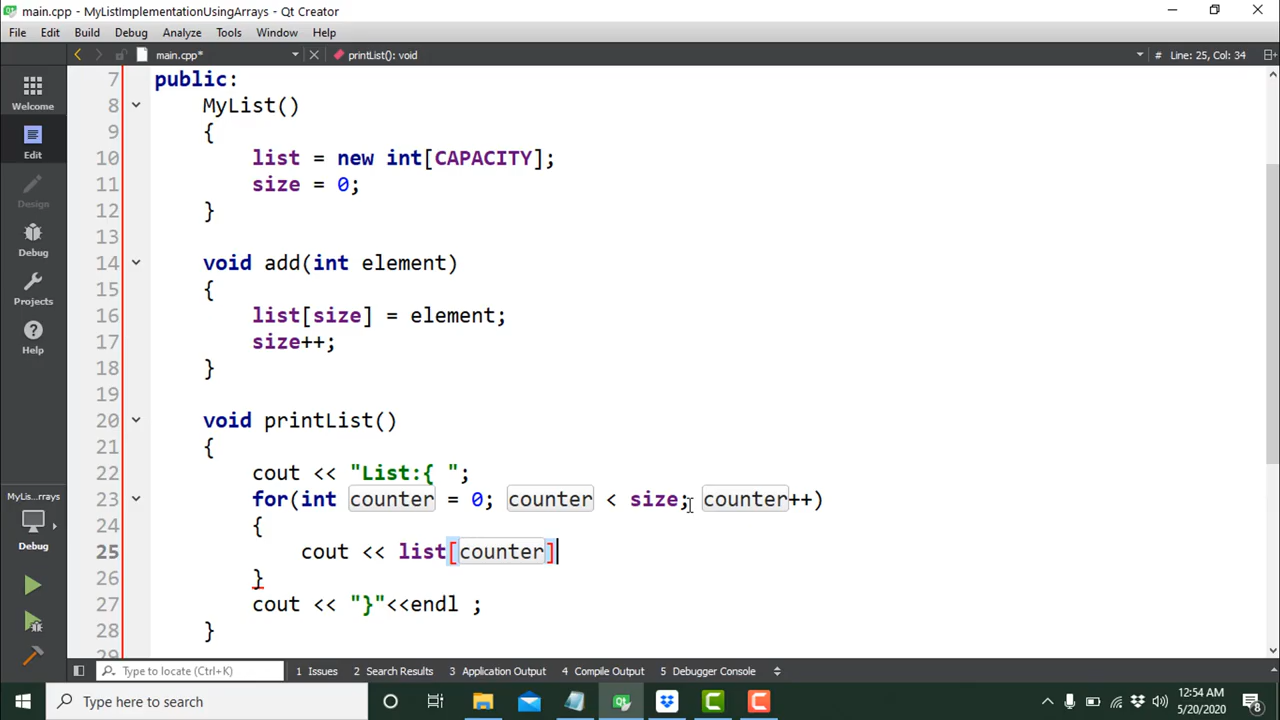 main.cpp - MyListImplementationUsingArrays - Qt Creator
File Edit Build Debug Analyze Tools Window Help
main.cpp* printList(): void # Line: 25, Col: 34
Welcome
Edit
Design
Debug
Projects
Help
MyLis...rrays
Debug
7 public:
8 MyList()
9 {
10 list = new int[CAPACITY];
11 size = 0;
12 }
13
14 void add(int element)
15 {
16 list[size] = element;
17 size++;
18 }
19
20 void printList()
21 {
22 cout << "List:{ ";
23 for(int counter = 0; counter < size; counter++)
24 {
25 cout << list[counter]
26 }
27 cout << "}"<<endl ;
28 }
29
Type to locate (Ctrl+K) 1 Issues 2 Search Results 3 Application Output 4 Compile Output 5 Debugger Console
Type here to search
12:54 AM
5/20/2020
8